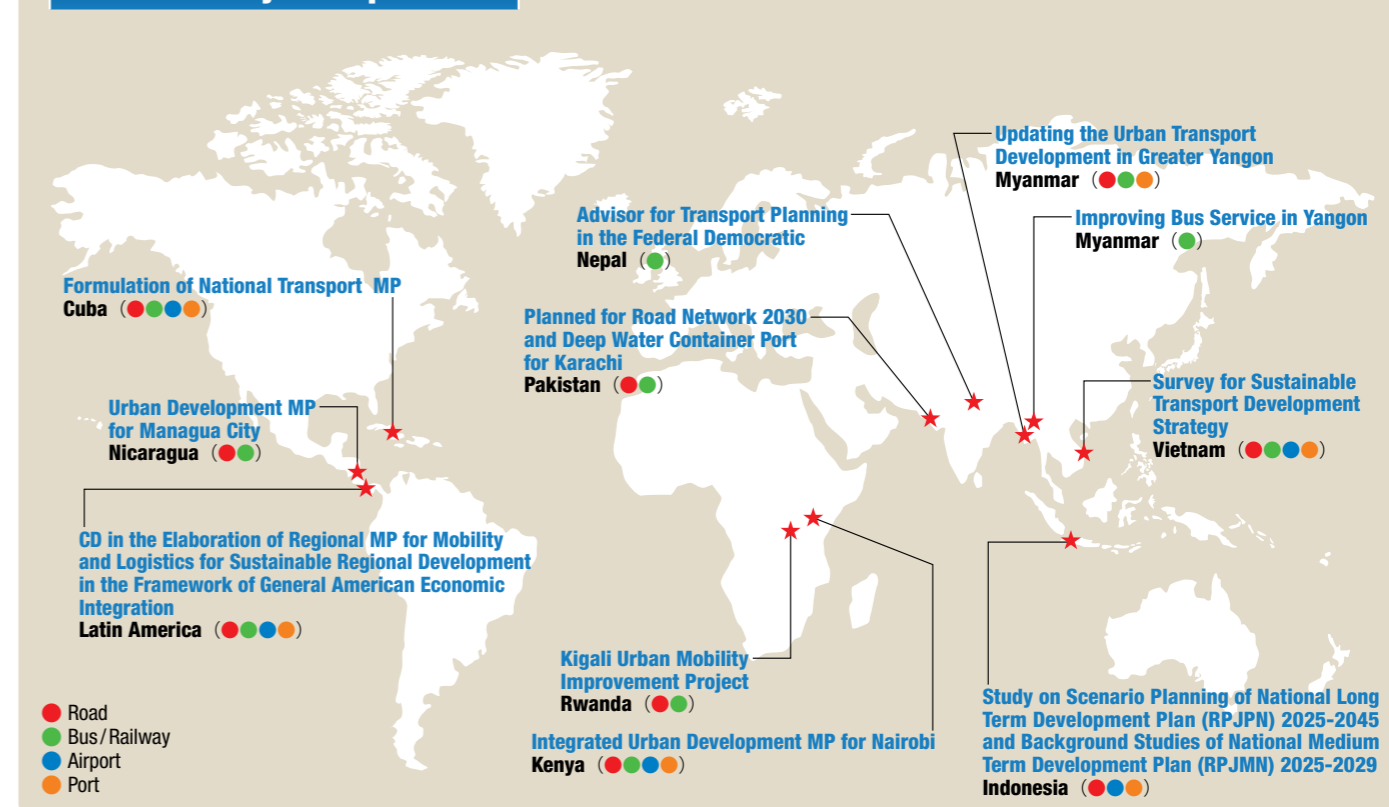 Updating the Urban Transport
Development in Greater Yangon
Myanmar (●●●)
Improving Bus Service in Yangon
Myanmar (●)
Advisor for Transport Planning
in the Federal Democratic
Nepal (●)
Formulation of National Transport MP
Cuba (●●●●)
Planned for Road Network 2030
and Deep Water Container Port
for Karachi
Pakistan (●●)
Survey for Sustainable
Transport Development
Strategy
Vietnam (●●●●)
Urban Development MP
for Managua City
Nicaragua (●●)
CD in the Elaboration of Regional MP for Mobility
and Logistics for Sustainable Regional Development
in the Framework of General American Economic
Integration
Latin America (●●●●)
Kigali Urban Mobility
Improvement Project
Rwanda (●●)
Integrated Urban Development MP for Nairobi
Kenya (●●●●)
Study on Scenario Planning of National Long
Term Development Plan (RPJPN) 2025-2045
and Background Studies of National Medium
Term Development Plan (RPJMN) 2025-2029
Indonesia (●●●)
Road
Bus/Railway
Airport
Port